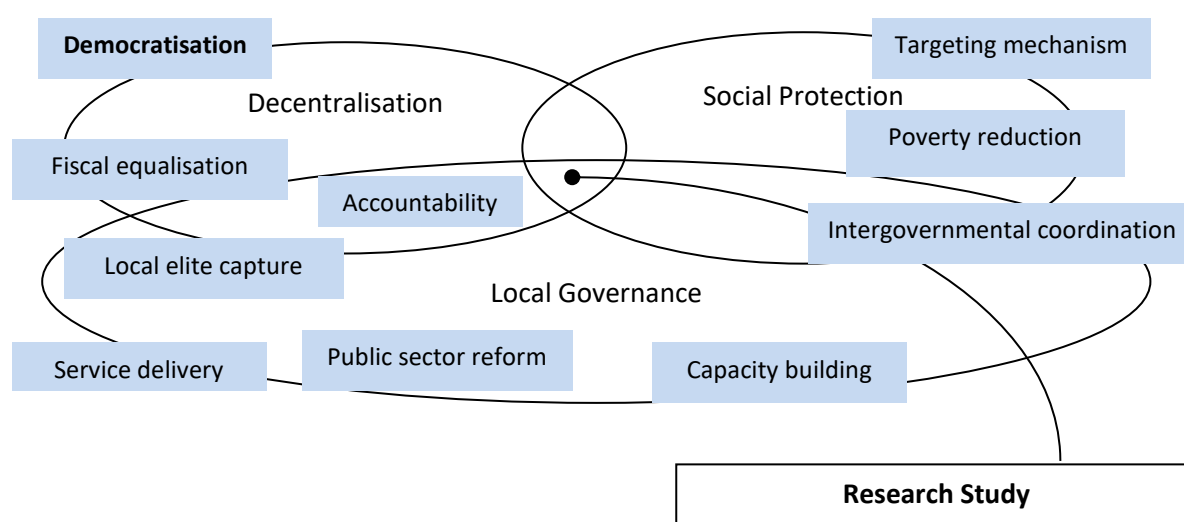 Democratisation
Targeting mechanism
Decentralisation
Social Protection
Poverty reduction
Fiscal equalisation
Accountability
Intergovernmental coordination
Local elite capture
Local Governance
Service delivery
Public sector reform
Capacity building
Research Study